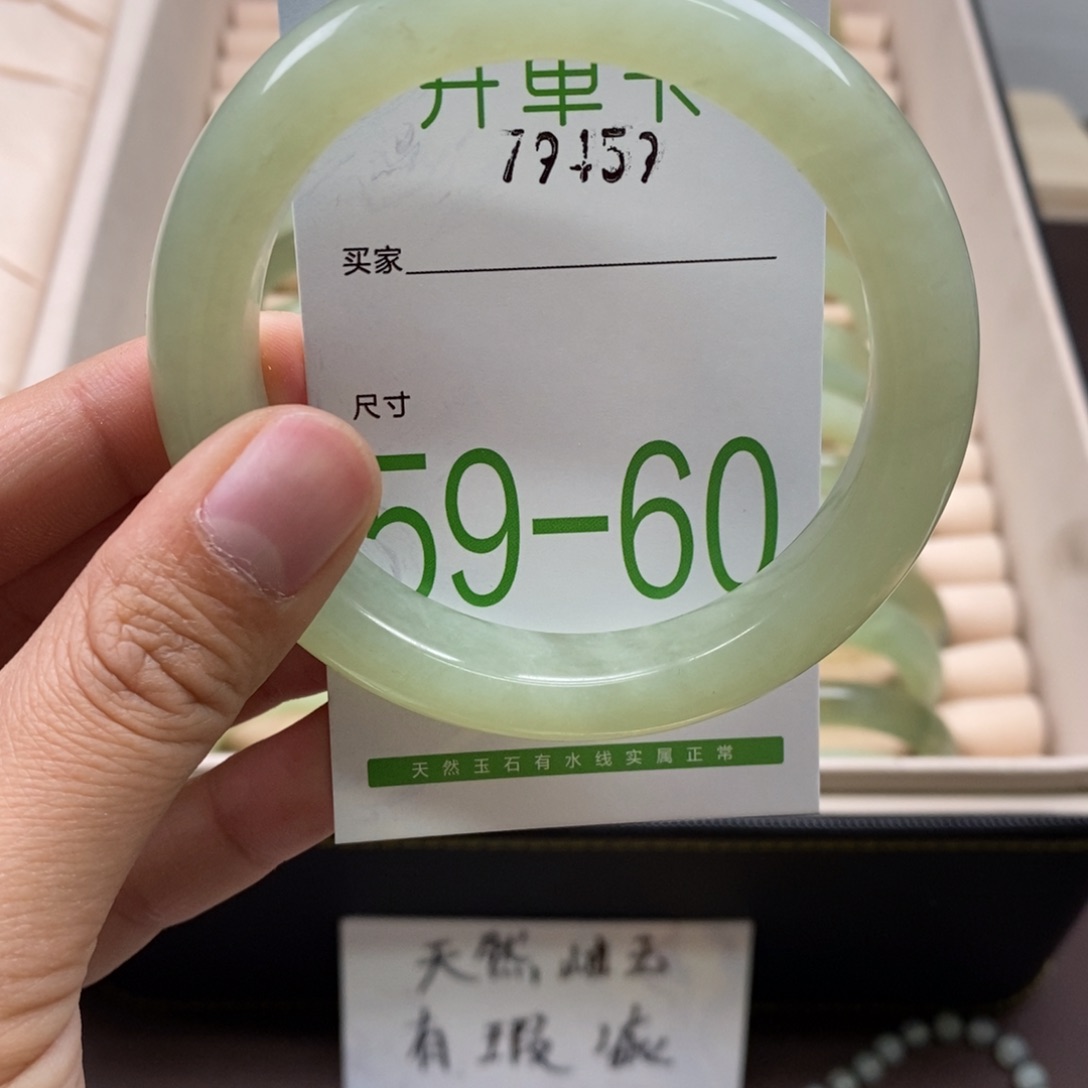 开单卡
79459
买家
尺寸
59-60
天然玉石有水线实属正常
天然岫玉
有瑕疵